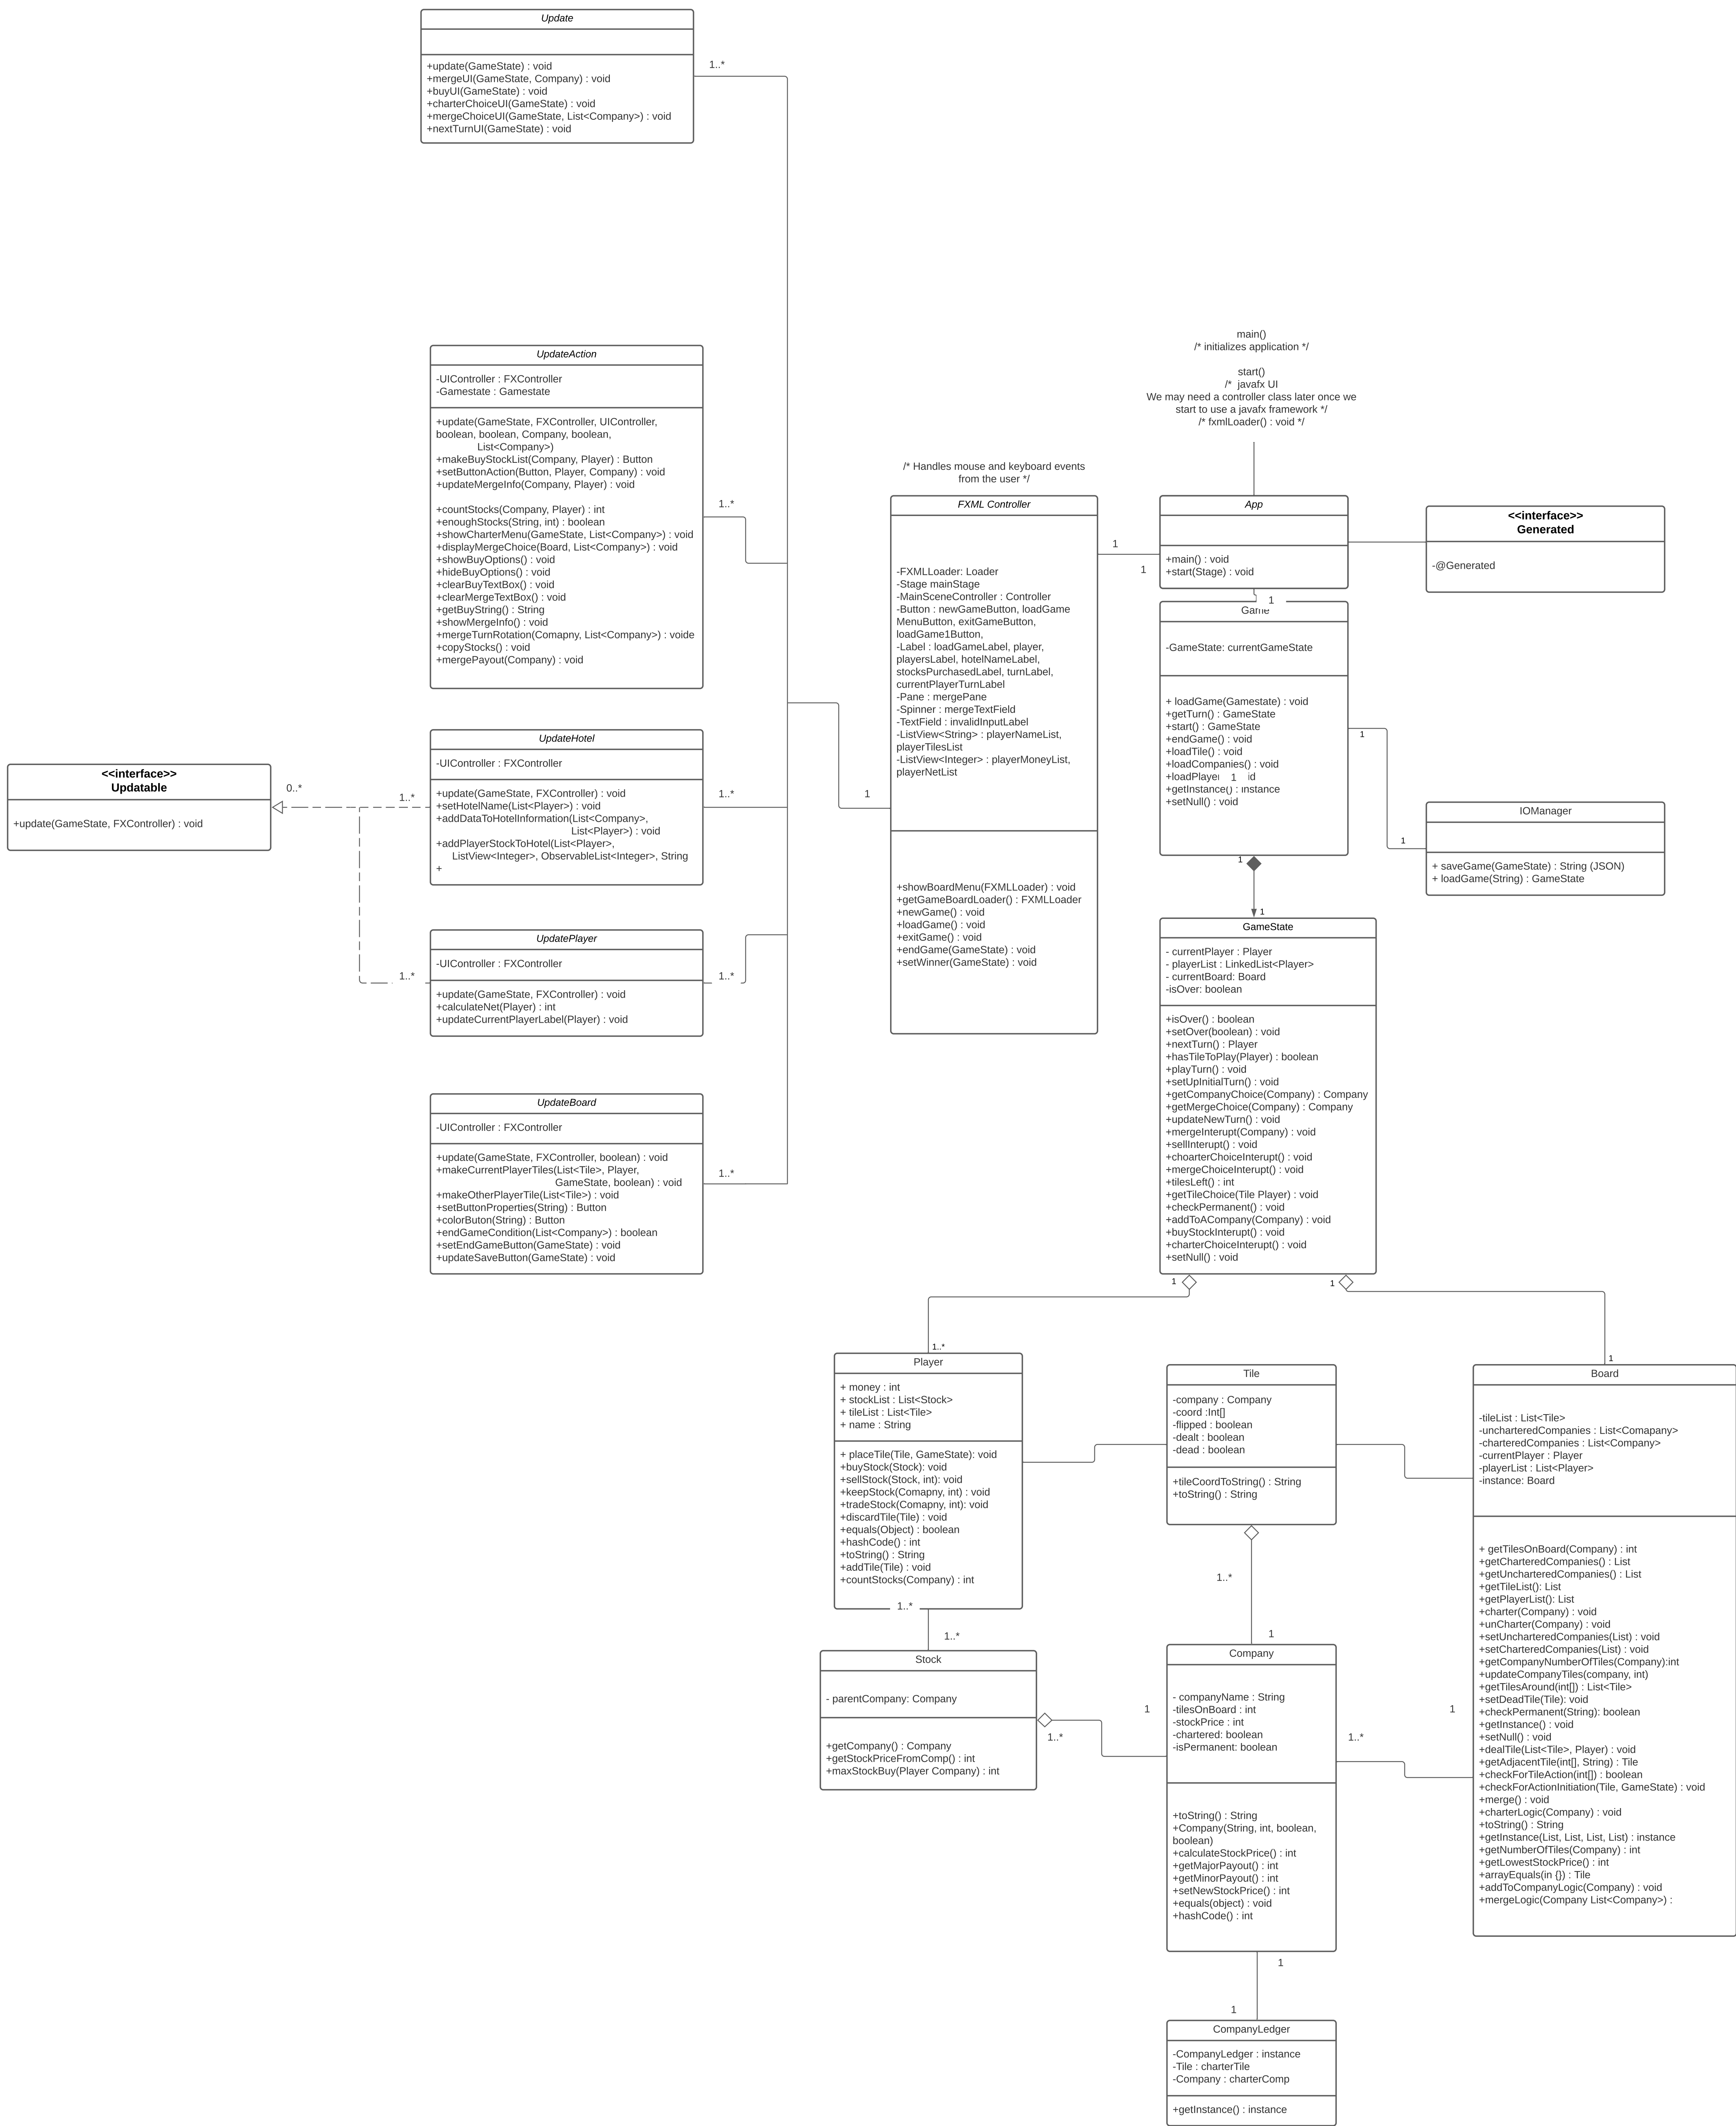 Update
+update(GameState) : void
+mergeUI(GameState, Company) : void
+buyUI(GameState) : void
+charterChoiceUI(GameState) : void
+mergeChoiceUI(GameState, List<Company>) : void
+nextTurnUI(GameState) : void
1..*
UpdateAction
-UIController : FXController
-Gamestate : Gamestate
+update(GameState, FXController, UIController,
boolean, boolean, Company, boolean,
List<Company>)
+makeBuyStockList(Company, Player) : Button
+setButtonAction(Button, Player, Company) : void
+updateMergeInfo(Company, Player) : void
+countStocks(Company, Player) : int
+enoughStocks(String, int) : boolean
+showCharterMenu(GameState, List<Company>) : void
+displayMergeChoice(Board, List<Company>) : void
+showBuyOptions() : void
+hideBuyOptions() : void
+clearBuyTextBox() : void
+clearMergeTextBox() : void
+getBuyString() : String
+showMergeInfo() : void
+mergeTurnRotation(Comapny, List<Company>) : voide
+copyStocks() : void
+mergePayout(Company) : void
1..*
<<interface>>
Updatable
+update(GameState, FXController) : void
0..*
1..*
1..*
UpdateHotel
-UIController : FXController
+update(GameState, FXController) : void
+setHotelName(List<Player>) : void
+addDataToHotelInformation(List<Company>,
List<Player>) : void
+addPlayerStockToHotel(List<Player>,
ListView<Integer>, ObservableList<Integer>, String
+
1..*
UpdatePlayer
-UIController : FXController
+update(GameState, FXController) : void
+calculateNet(Player) : int
+updateCurrentPlayerLabel(Player) : void
1..*
UpdateBoard
-UIController : FXController
+update(GameState, FXController, boolean) : void
+makeCurrentPlayerTiles(List<Tile>, Player,
GameState, boolean) : void
+makeOtherPlayerTile(List<Tile>) : void
+setButtonProperties(String) : Button
+colorButon(String) : Button
+endGameCondition(List<Company>) : boolean
+setEndGameButton(GameState) : void
+updateSaveButton(GameState) : void
1..*
/* Handles mouse and keyboard events
from the user */
FXML Controller
-FXMLLoader: Loader
-Stage mainStage
-MainSceneController : Controller
-Button : newGameButton, loadGame
MenuButton, exitGameButton,
loadGame1Button,
-Label : loadGameLabel, player,
playersLabel, hotelNameLabel,
stocksPurchasedLabel, turnLabel,
currentPlayerTurnLabel
-Pane : mergePane
-Spinner : mergeTextField
-TextField : invalidInputLabel
-ListView<String> : playerNameList,
playerTilesList
-ListView<Integer> : playerMoneyList,
playerNetList
+showBoardMenu(FXMLLoader) : void
+getGameBoardLoader() : FXMLLoader
+newGame() : void
+loadGame() : void
+exitGame() : void
+endGame(GameState) : void
+setWinner(GameState) : void
1
1
1
main()
/* initializes application */
start()
/* javafx UI
We may need a controller class later once we
start to use a javafx framework */
/* fxmlLoader() : void */
App
+main() : void
+start(Stage) : void
<<interface>>
Generated
-@Generated
1
Game
-GameState: currentGameState
+ loadGame(Gamestate) : void
+getTurn() : GameState
+start() : GameState
+endGame() : void
+loadTile() : void
+loadCompanies() : void
+loadPlayer 1 id
+getInstance() : instance
+setNull() : void
1
1
IOManager
+ saveGame(GameState) : String (JSON)
+ loadGame(String) : GameState
1
1
GameState
- currentPlayer : Player
- playerList : LinkedList<Player>
- currentBoard: Board
-isOver: boolean
+isOver() : boolean
+setOver(boolean) : void
+nextTurn() : Player
+hasTileToPlay(Player) : boolean
+playTurn() : void
+setUpInitialTurn() : void
+getCompanyChoice(Company) : Company
+getMergeChoice(Company) : Company
+updateNewTurn() : void
+mergeInterupt(Company) : void
+sellInterupt() : void
+choarterChoiceInterupt() : void
+mergeChoiceInterupt() : void
+tilesLeft() : int
+getTileChoice(Tile Player) : void
+checkPermanent() : void
+addToACompany(Company) : void
+buyStockInterupt() : void
+charterChoiceInterupt() : void
+setNull() : void
1
1
1..*
1
Player
+ money : int
+ stockList : List<Stock>
+ tileList : List<Tile>
+ name : String
+ placeTile(Tile, GameState): void
+buyStock(Stock): void
+sellStock(Stock, int): void
+keepStock(Comapny, int) : void
+tradeStock(Comapny, int): void
+discardTile(Tile) : void
+equals(Object) : boolean
+hashCode() : int
+toString() : String
+addTile(Tile) : void
+countStocks(Company) : int
1..*
1..*
Stock
- parentCompany: Company
+getCompany() : Company
+getStockPriceFromComp() : int
+maxStockBuy(Player Company) : int
1..*
1
Tile
-company : Company
-coord :Int[]
-flipped : boolean
-dealt : boolean
-dead : boolean
+tileCoordToString() : String
+toString() : String
1..*
1
Company
- companyName : String
-tilesOnBoard : int
-stockPrice : int
-chartered: boolean
-isPermanent: boolean
+toString() : String
+Company(String, int, boolean,
boolean)
+calculateStockPrice() : int
+getMajorPayout() : int
+getMinorPayout() : int
+setNewStockPrice() : int
+equals(object) : void
+hashCode() : int
1..*
1
Board
-tileList : List<Tile>
-uncharteredCompanies : List<Comapany>
-charteredCompanies : List<Company>
-currentPlayer : Player
-playerList : List<Player>
-instance: Board
+ getTilesOnBoard(Company) : int
+getCharteredCompanies() : List
+getUncharteredCompanies() : List
+getTileList(): List
+getPlayerList(): List
+charter(Company) : void
+unCharter(Company) : void
+setUncharteredCompanies(List) : void
+setCharteredCompanies(List) : void
+getCompanyNumberOfTiles(Company):int
+updateCompanyTiles(company, int)
+getTilesAround(int[]) : List<Tile>
+setDeadTile(Tile): void
+checkPermanent(String): boolean
+getInstance() : void
+setNull() : void
+dealTile(List<Tile>, Player) : void
+getAdjacentTile(int[], String) : Tile
+checkForTileAction(int[]) : boolean
+checkForActionInitiation(Tile, GameState) : void
+merge() : void
+charterLogic(Company) : void
+toString() : String
+getInstance(List, List, List, List) : instance
+getNumberOfTiles(Company) : int
+getLowestStockPrice() : int
+arrayEquals(in {}) : Tile
+addToCompanyLogic(Company) : void
+mergeLogic(Company List<Company>) :
1
1
CompanyLedger
-CompanyLedger : instance
-Tile : charterTile
-Company : charterComp
+getInstance() : instance